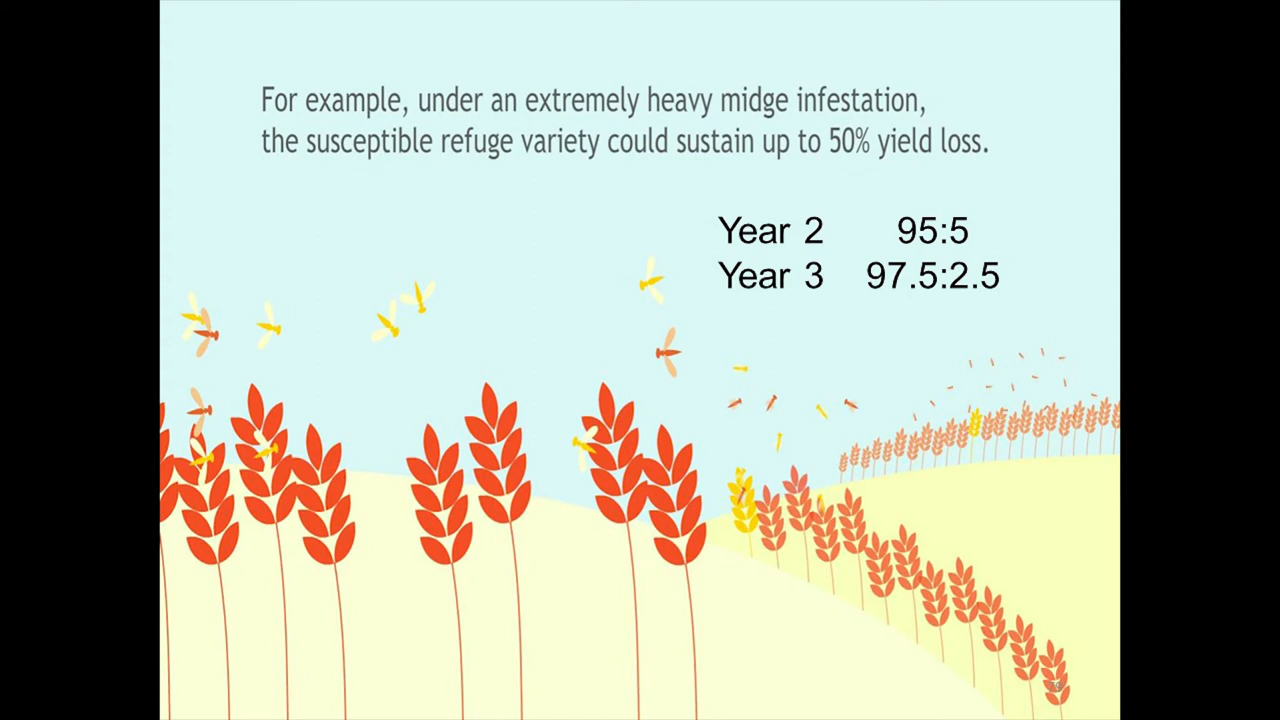 For example, under an extremely heavy midge infestation,
the susceptible refuge variety could sustain up to 50% yield loss.
Year 2 95:5
Year 3 97.5:2.5